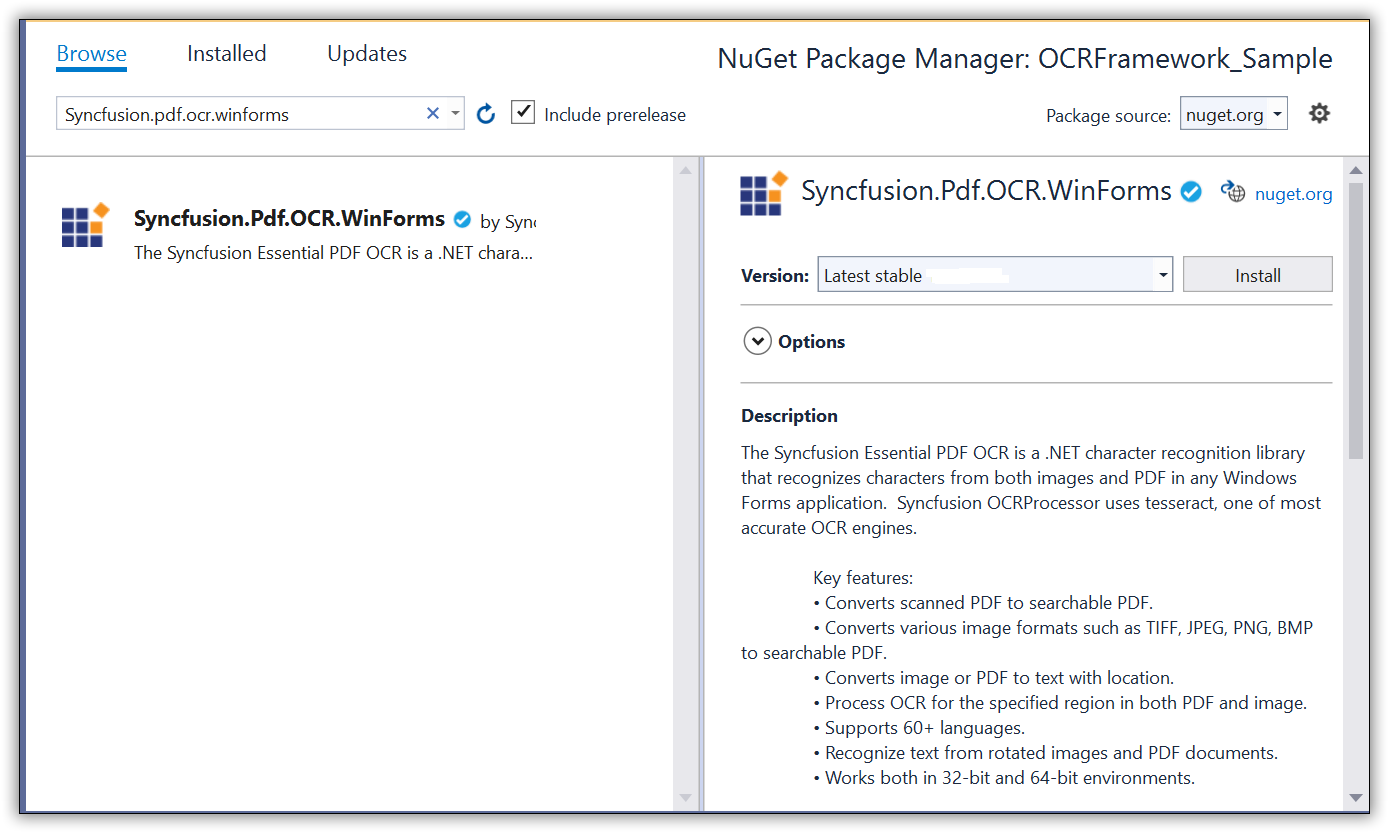 Browse Installed Updates
NuGet Package Manager: OCRFramework_Sample
Syncfusion.pdf.ocr.winforms
Include prerelease
Package source: nuget.org
Syncfusion.Pdf.OCR.WinForms by Sync
The Syncfusion Essential PDF OCR is a .NET chara...
Syncfusion.Pdf.OCR.WinForms nuget.org
Version: Latest stable Install
Options
Description
The Syncfusion Essential PDF OCR is a .NET character recognition library
that recognizes characters from both images and PDF in any Windows
Forms application.  Syncfusion OCRProcessor uses tesseract, one of most
accurate OCR engines.
Key features:
• Converts scanned PDF to searchable PDF.
• Converts various image formats such as TIFF, JPEG, PNG, BMP
to searchable PDF.
• Converts image or PDF to text with location.
• Process OCR for the specified region in both PDF and image.
• Supports 60+ languages.
• Recognize text from rotated images and PDF documents.
• Works both in 32-bit and 64-bit environments.